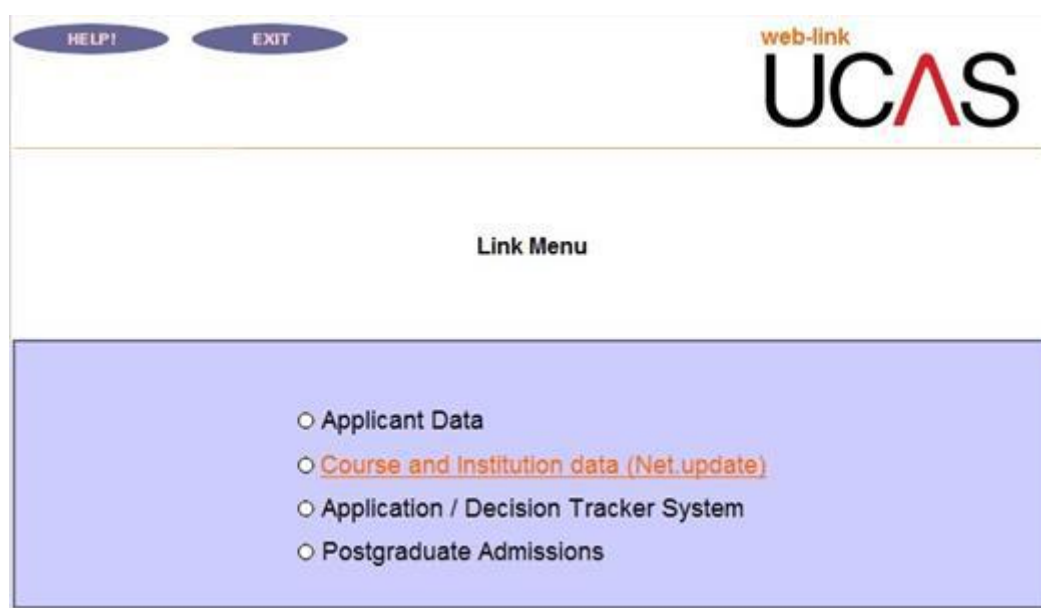 HELP!
EXIT
web-link
UCAS
Link Menu
Applicant Data
Course and Institution data (Net.update)
Application / Decision Tracker System
Postgraduate Admissions